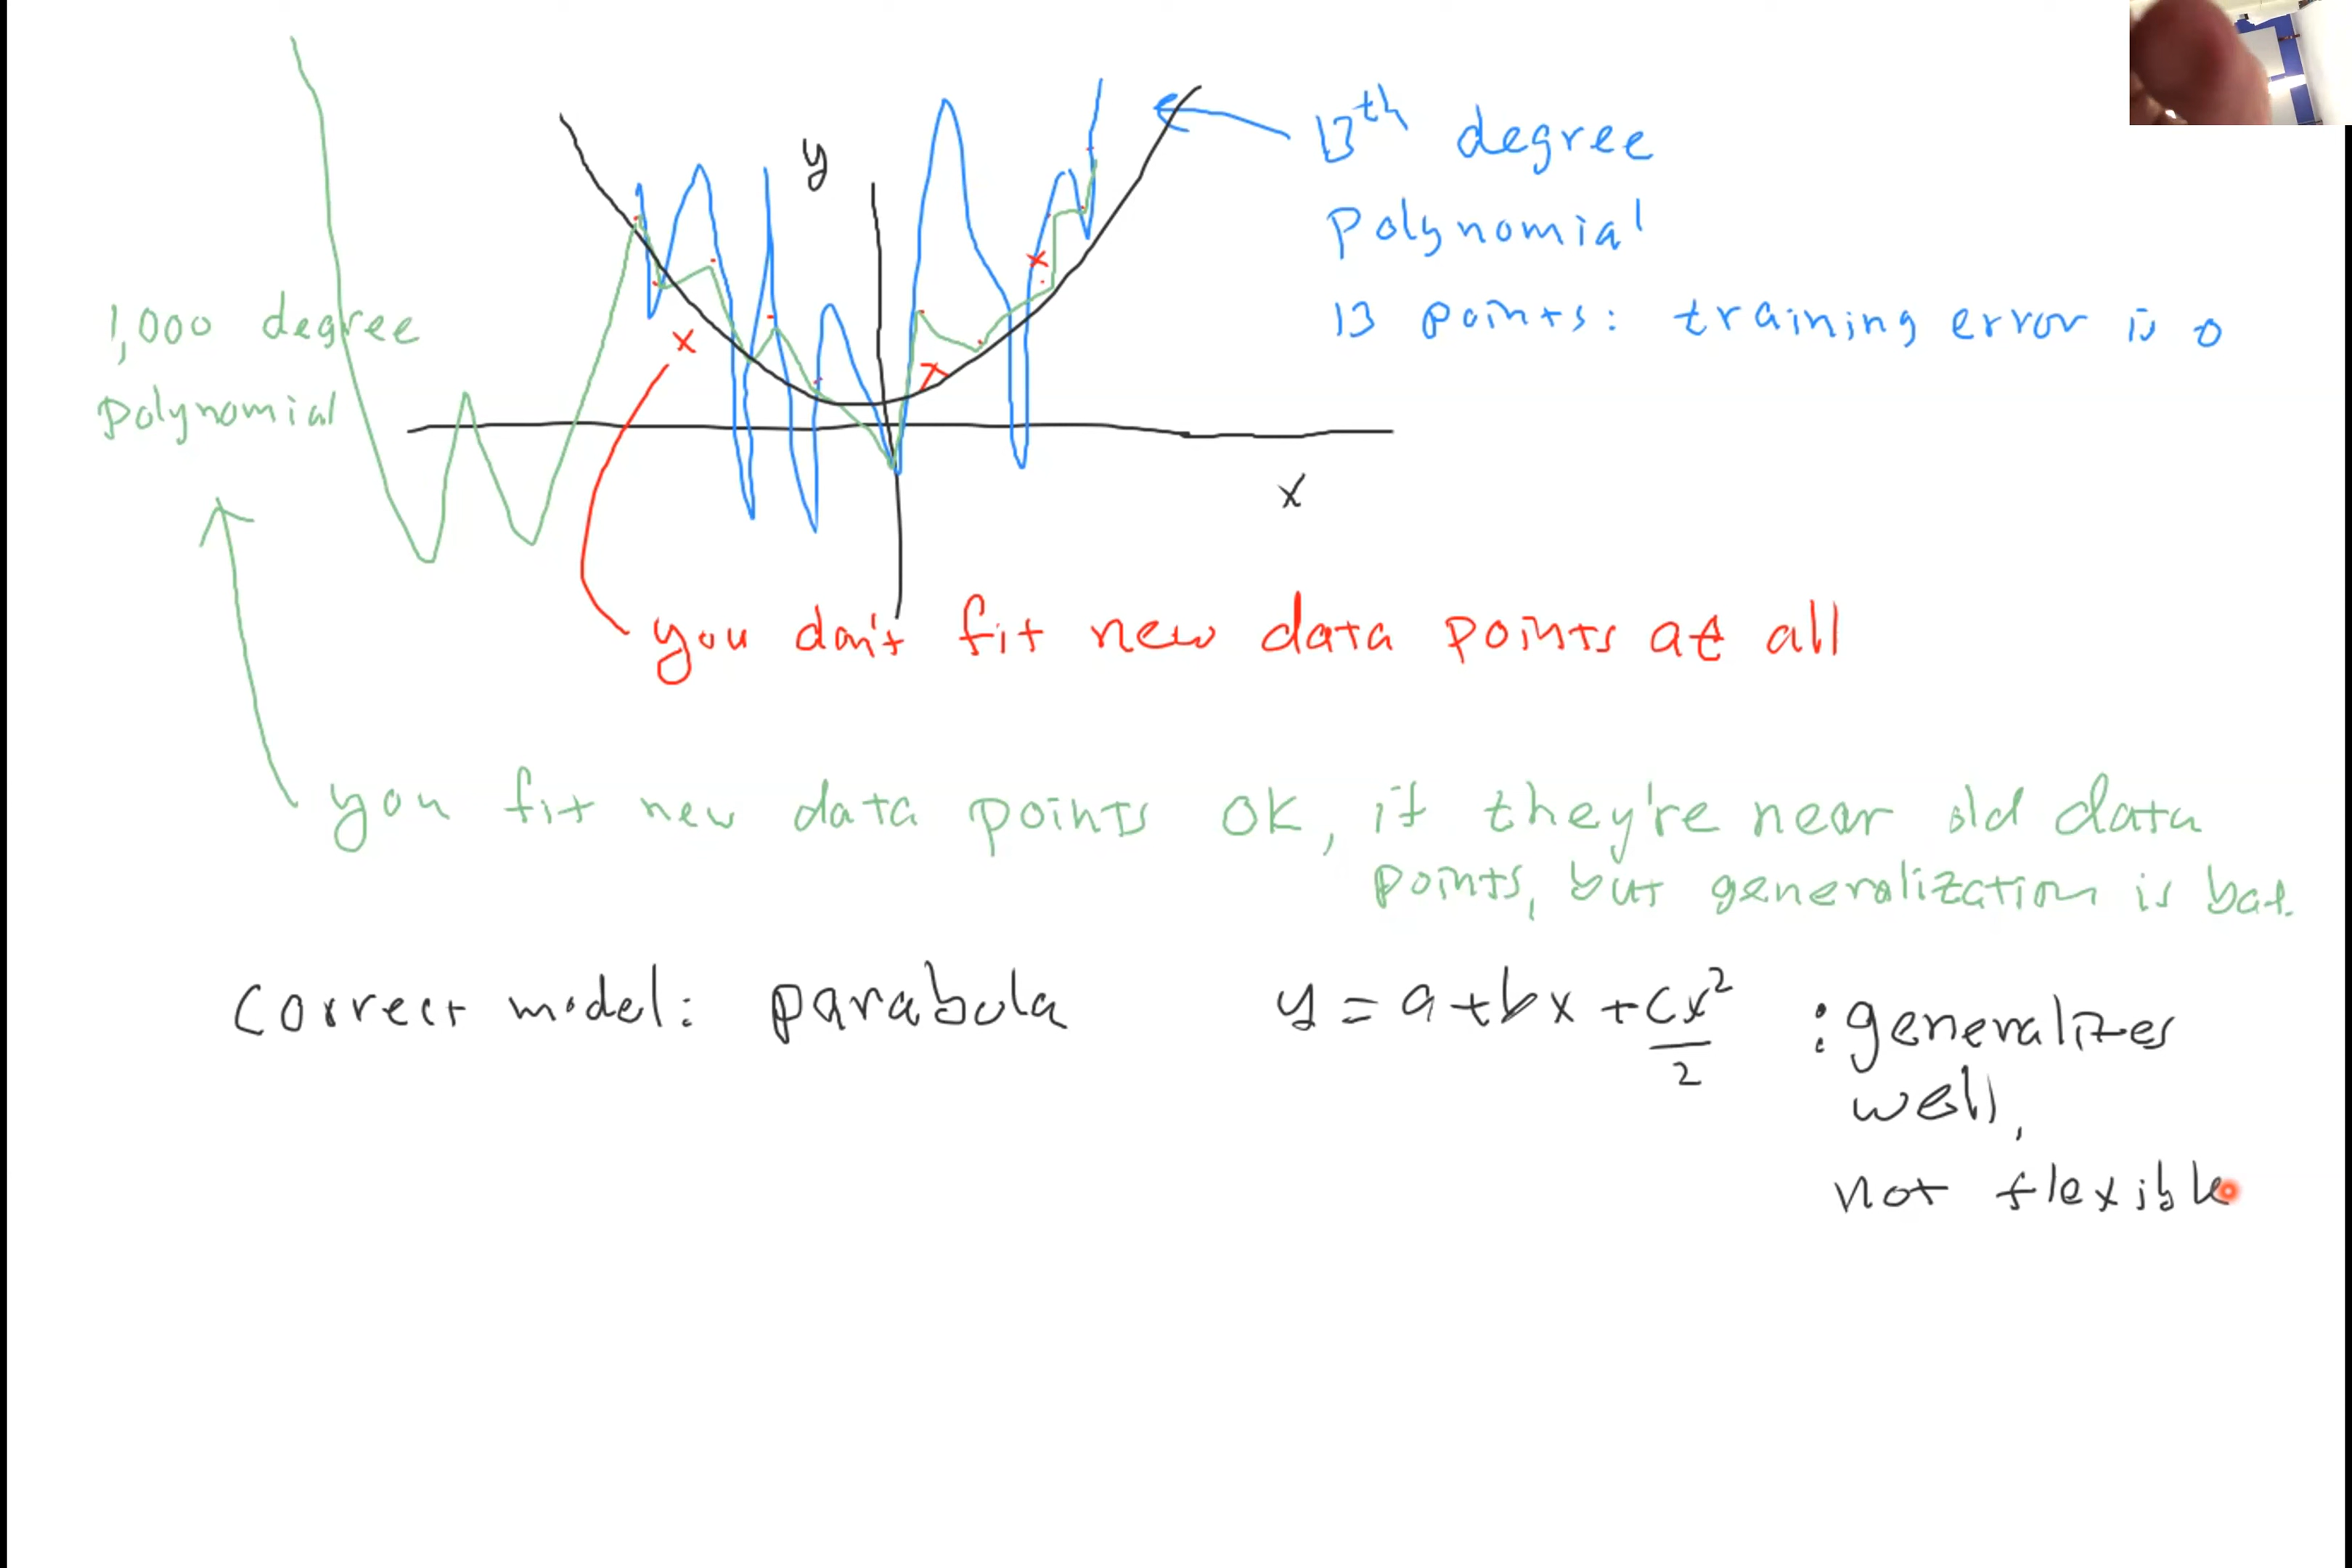 y
13th degree
polynomial
13 points: training error is 0
1,000 degree
polynomial
x
you don't fit new data points at all
you fit new data points OK, if they're near old data
points, but generalization is bad.
Correct model: parabola y = a + bx + cx²/2 : generalizes
well,
not flexible